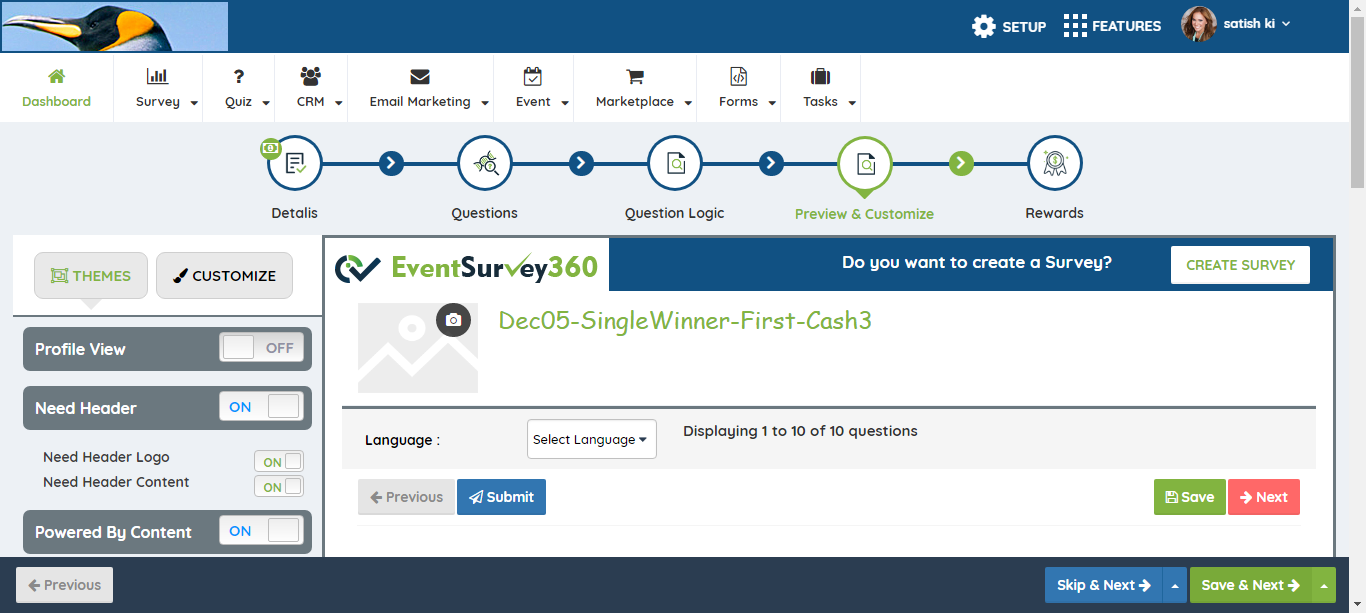 SETUP
FEATURES
satish ki
Dashboard
Survey
Quiz
CRM
Email Marketing
Event
Marketplace
Forms
Tasks
Detalis
Questions
Question Logic
Preview & Customize
Rewards
THEMES
CUSTOMIZE
EventSurvey360
Do you want to create a Survey?
CREATE SURVEY
Dec05-SingleWinner-First-Cash3
Profile View
OFF
Need Header
ON
Need Header Logo
ON
Need Header Content
ON
Powered By Content
ON
Language :
Select Language
Displaying 1 to 10 of 10 questions
Previous
Submit
Save
Next
Previous
Skip & Next
Save & Next